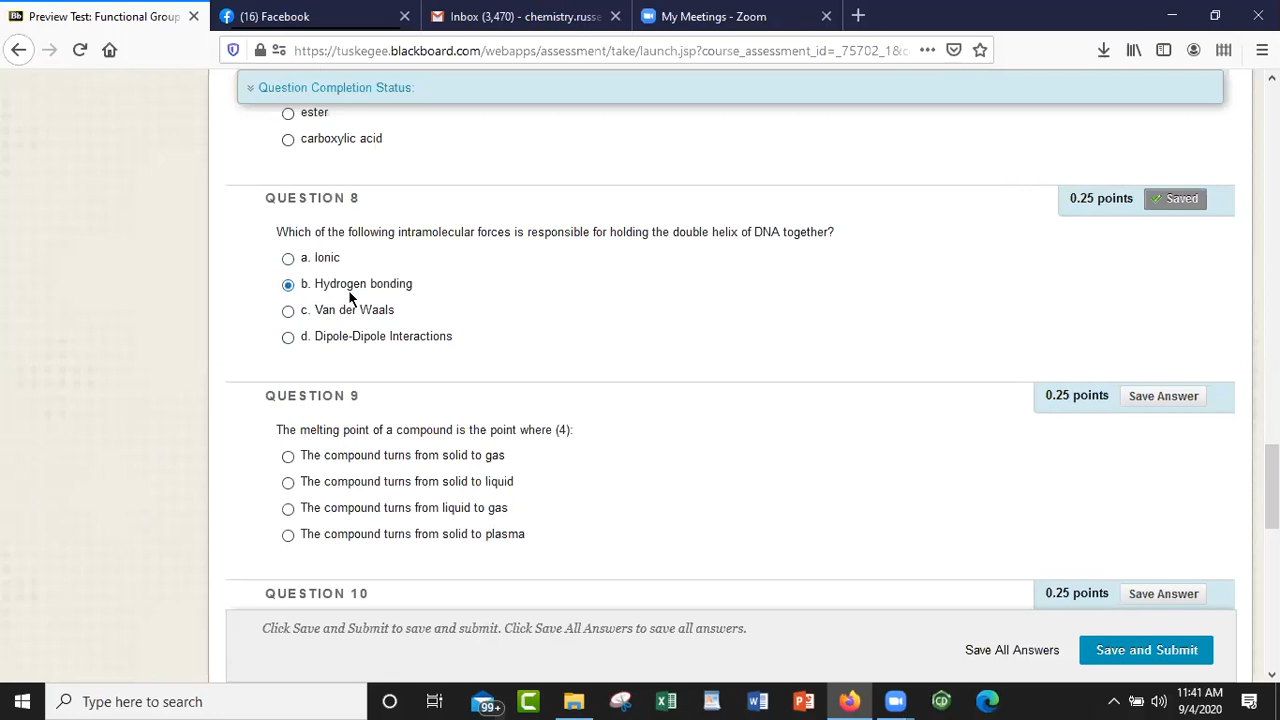 Preview Test: Functional Group
(16) Facebook
Inbox (3,470) - chemistry.russe
My Meetings - Zoom
https://tuskegee.blackboard.com/webapps/assessment/take/launch.jsp?course_assessment_id=_75702_1&c
Question Completion Status:
ester
carboxylic acid
QUESTION 8
0.25 points
Saved
Which of the following intramolecular forces is responsible for holding the double helix of DNA together?
a. Ionic
b. Hydrogen bonding
c. Van der Waals
d. Dipole-Dipole Interactions
QUESTION 9
0.25 points
Save Answer
The melting point of a compound is the point where (4):
The compound turns from solid to gas
The compound turns from solid to liquid
The compound turns from liquid to gas
The compound turns from solid to plasma
QUESTION 10
0.25 points
Save Answer
Click Save and Submit to save and submit. Click Save All Answers to save all answers.
Save All Answers
Save and Submit
Type here to search
99+
11:41 AM
9/4/2020